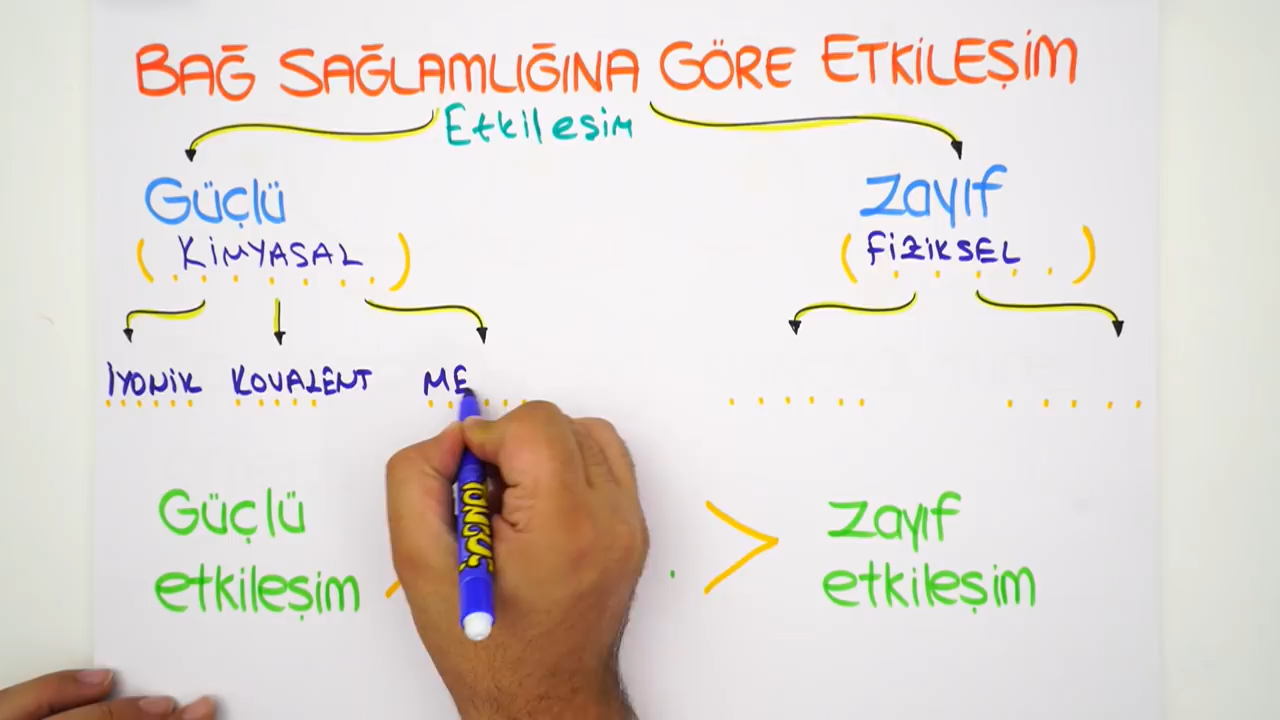 BAĞ SAĞLAMLIĞINA GÖRE ETKİLEŞİM
Etkileşim
Güçlü
Zayıf
(KİMYASAL)
(FİZİKSEL)
İYONİK KOVALENT ME
Güçlü
etkileşim
>
Zayıf
etkileşim